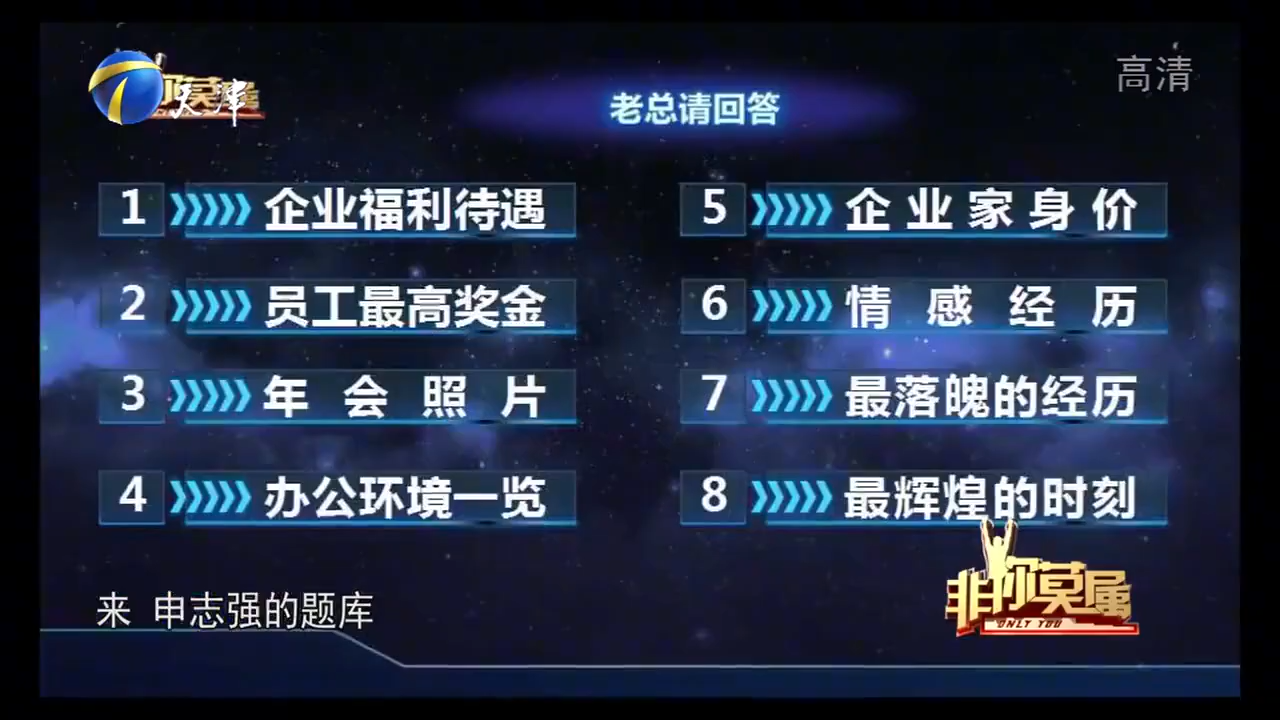 天津
高清
老总请回答
1 企业福利待遇
2 员工最高奖金
3 年会照片
4 办公环境一览
5 企业家身价
6 情感经历
7 最落魄的经历
8 最辉煌的时刻
来 申志强的题库
非你莫属
ONLY YOU